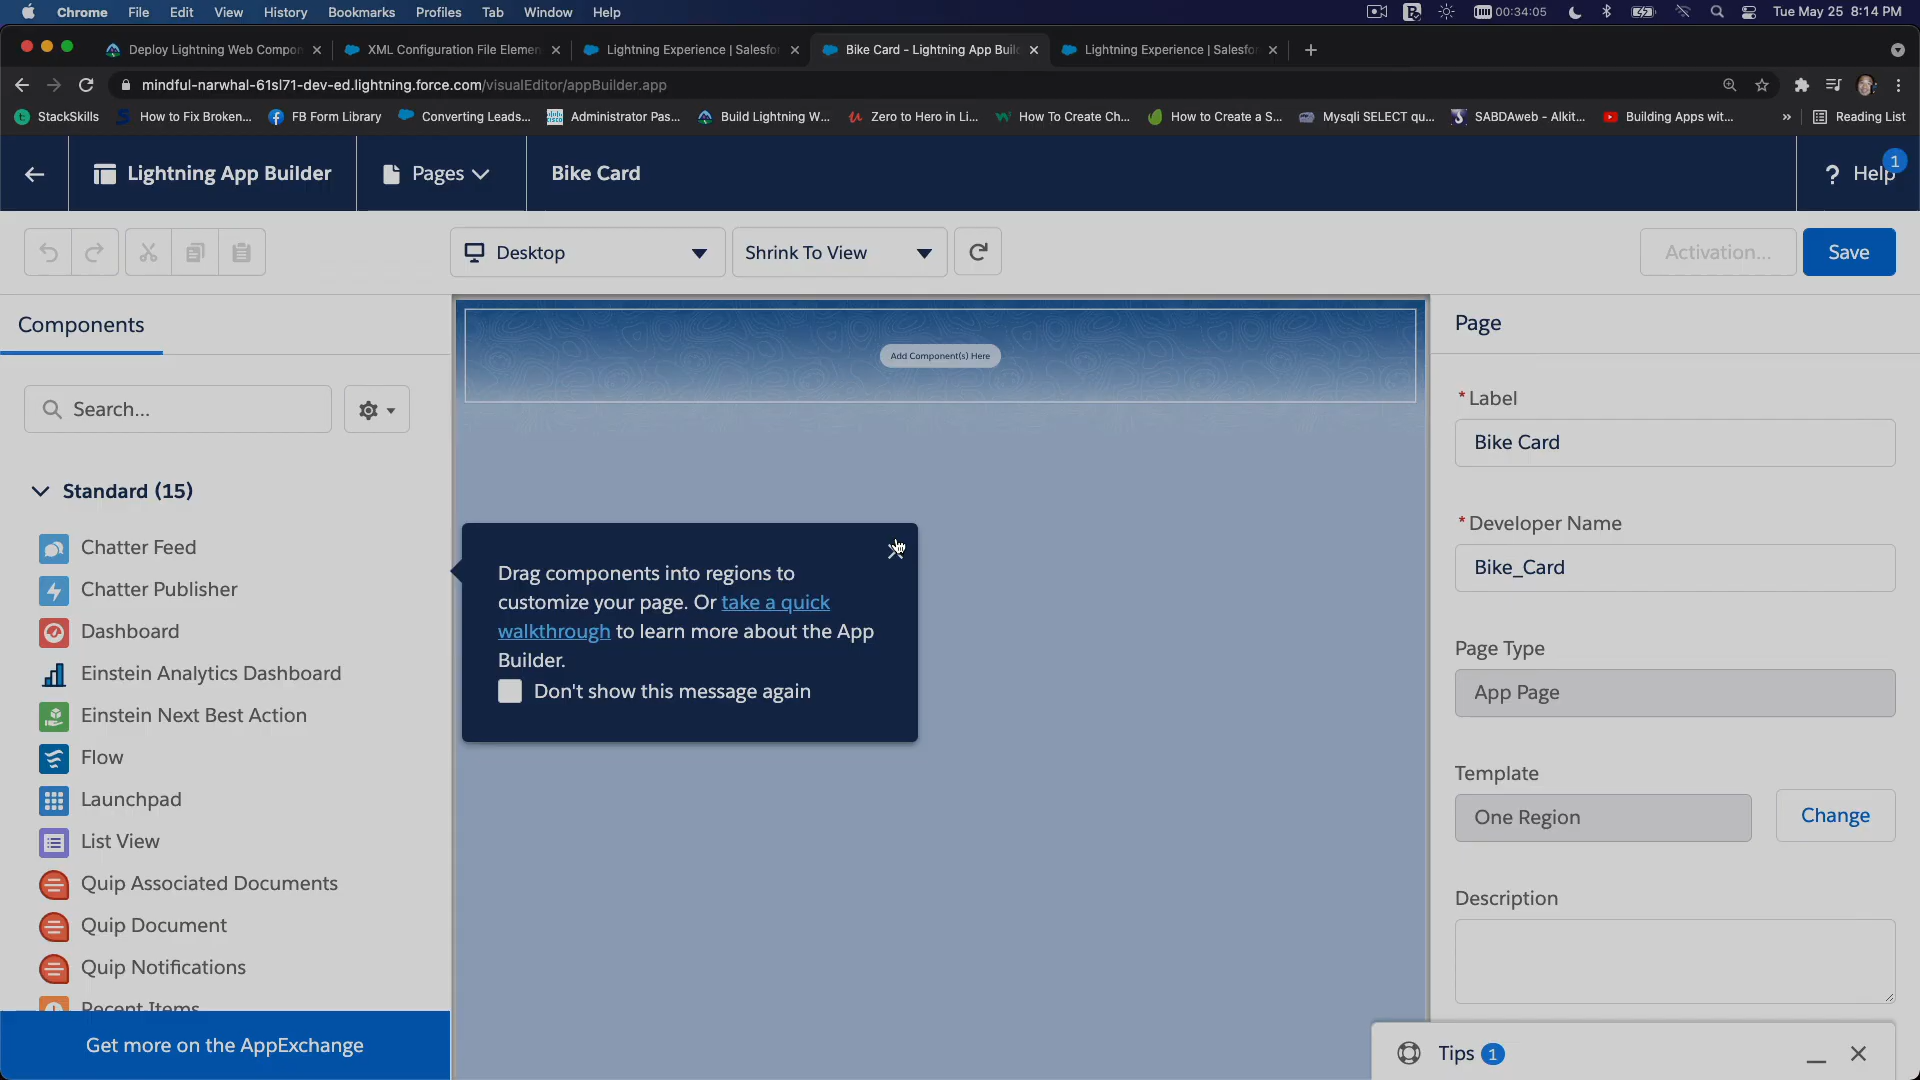 Chrome File Edit View History Bookmarks Profiles Tab Window Help 00:34:05 Tue May 25 8:14 PM
Deploy Lightning Web Compon XML Configuration File Elemen Lightning Experience | Salesfor Bike Card - Lightning App Buil Lightning Experience | Salesfor
mindful-narwhal-61sl71-dev-ed.lightning.force.com/visualEditor/appBuilder.app
StackSkills How to Fix Broken... FB Form Library Converting Leads... Administrator Pas... Build Lightning W... Zero to Hero in Li... How To Create Ch... How to Create a S... Mysqli SELECT qu... SABDAweb - Alkit... Building Apps wit... » Reading List
Lightning App Builder Pages Bike Card ? Help 1
Desktop Shrink To View Activation... Save
Components
Search...
Standard (15)
Chatter Feed
Chatter Publisher
Dashboard
Einstein Analytics Dashboard
Einstein Next Best Action
Flow
Launchpad
List View
Quip Associated Documents
Quip Document
Quip Notifications
Recent Items
Get more on the AppExchange
Add Component(s) Here
Drag components into regions to
customize your page. Or take a quick
walkthrough to learn more about the App
Builder.
Don't show this message again
Page
* Label
Bike Card
* Developer Name
Bike_Card
Page Type
App Page
Template
One Region Change
Description
Tips 1